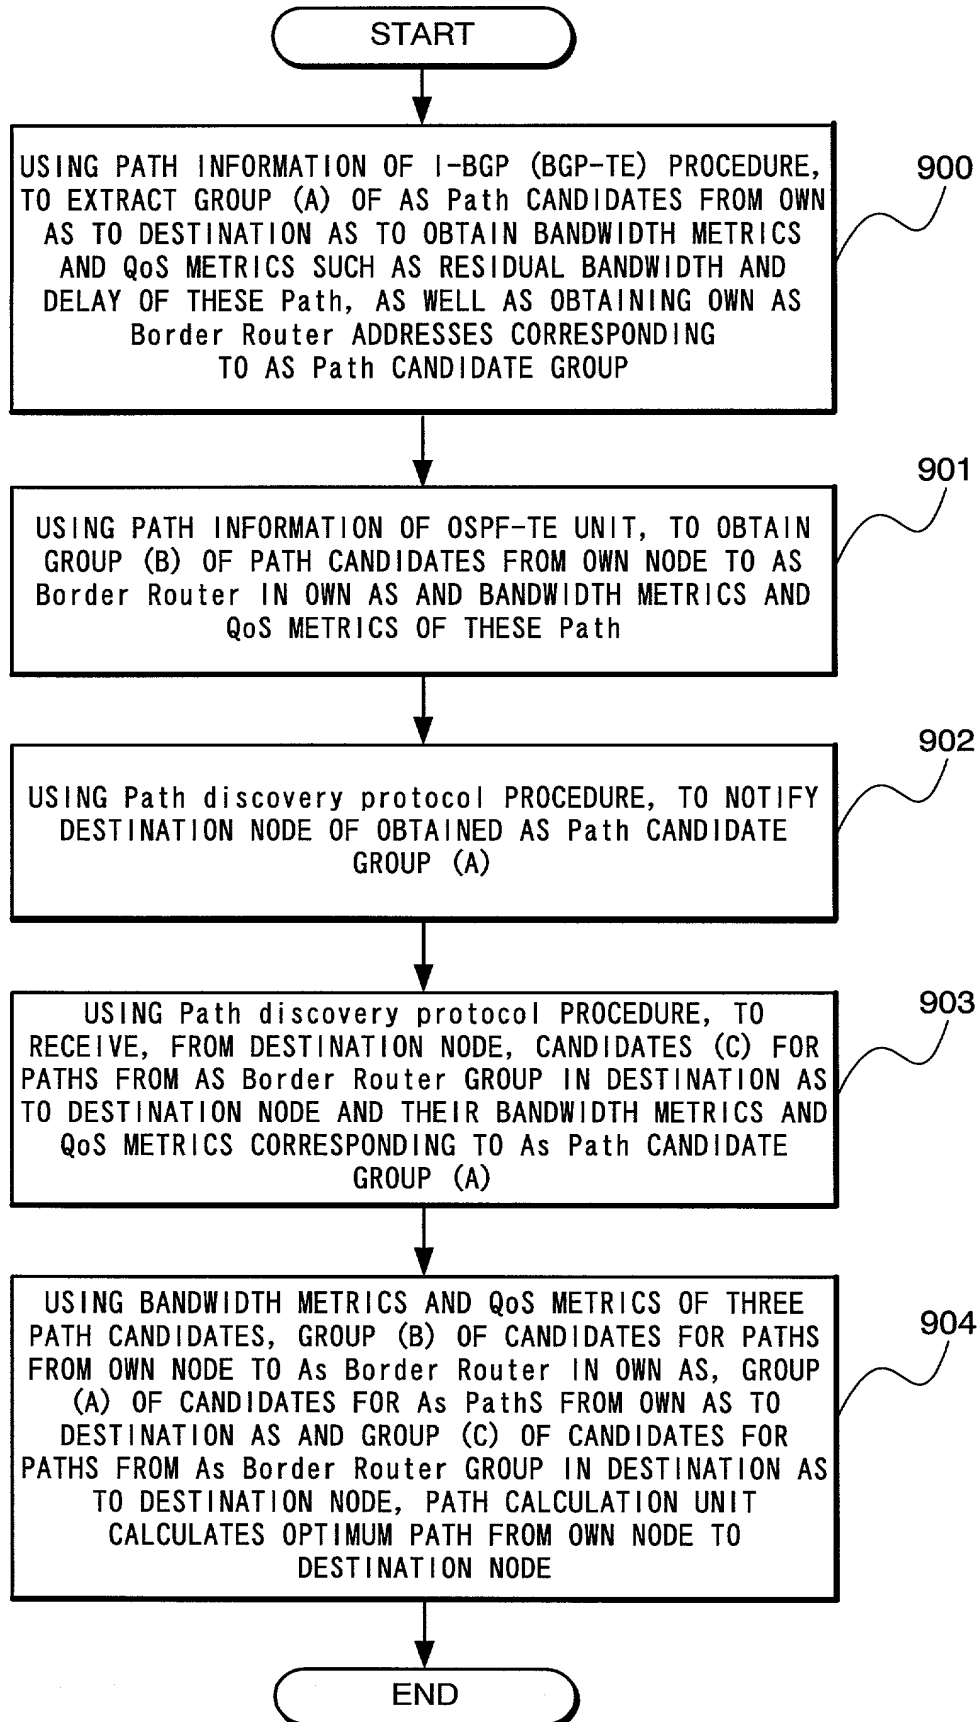 START
USING PATH INFORMATION OF I-BGP (BGP-TE) PROCEDURE,
TO EXTRACT GROUP (A) OF AS Path CANDIDATES FROM OWN
AS TO DESTINATION AS TO OBTAIN BANDWIDTH METRICS
AND QoS METRICS SUCH AS RESIDUAL BANDWIDTH AND
DELAY OF THESE Path, AS WELL AS OBTAINING OWN AS
Border Router ADDRESSES CORRESPONDING
TO AS Path CANDIDATE GROUP
900
USING PATH INFORMATION OF OSPF-TE UNIT, TO OBTAIN
GROUP (B) OF PATH CANDIDATES FROM OWN NODE TO AS
Border Router IN OWN AS AND BANDWIDTH METRICS AND
QoS METRICS OF THESE Path
901
USING Path discovery protocol PROCEDURE, TO NOTIFY
DESTINATION NODE OF OBTAINED AS Path CANDIDATE
GROUP (A)
902
USING Path discovery protocol PROCEDURE, TO
RECEIVE, FROM DESTINATION NODE, CANDIDATES (C) FOR
PATHS FROM AS Border Router GROUP IN DESTINATION AS
TO DESTINATION NODE AND THEIR BANDWIDTH METRICS AND
QoS METRICS CORRESPONDING TO As Path CANDIDATE
GROUP (A)
903
USING BANDWIDTH METRICS AND QoS METRICS OF THREE
PATH CANDIDATES, GROUP (B) OF CANDIDATES FOR PATHS
FROM OWN NODE TO As Border Router IN OWN AS, GROUP
(A) OF CANDIDATES FOR As PathS FROM OWN AS TO
DESTINATION AS AND GROUP (C) OF CANDIDATES FOR
PATHS FROM As Border Router GROUP IN DESTINATION AS
TO DESTINATION NODE, PATH CALCULATION UNIT
CALCULATES OPTIMUM PATH FROM OWN NODE TO
DESTINATION NODE
904
END